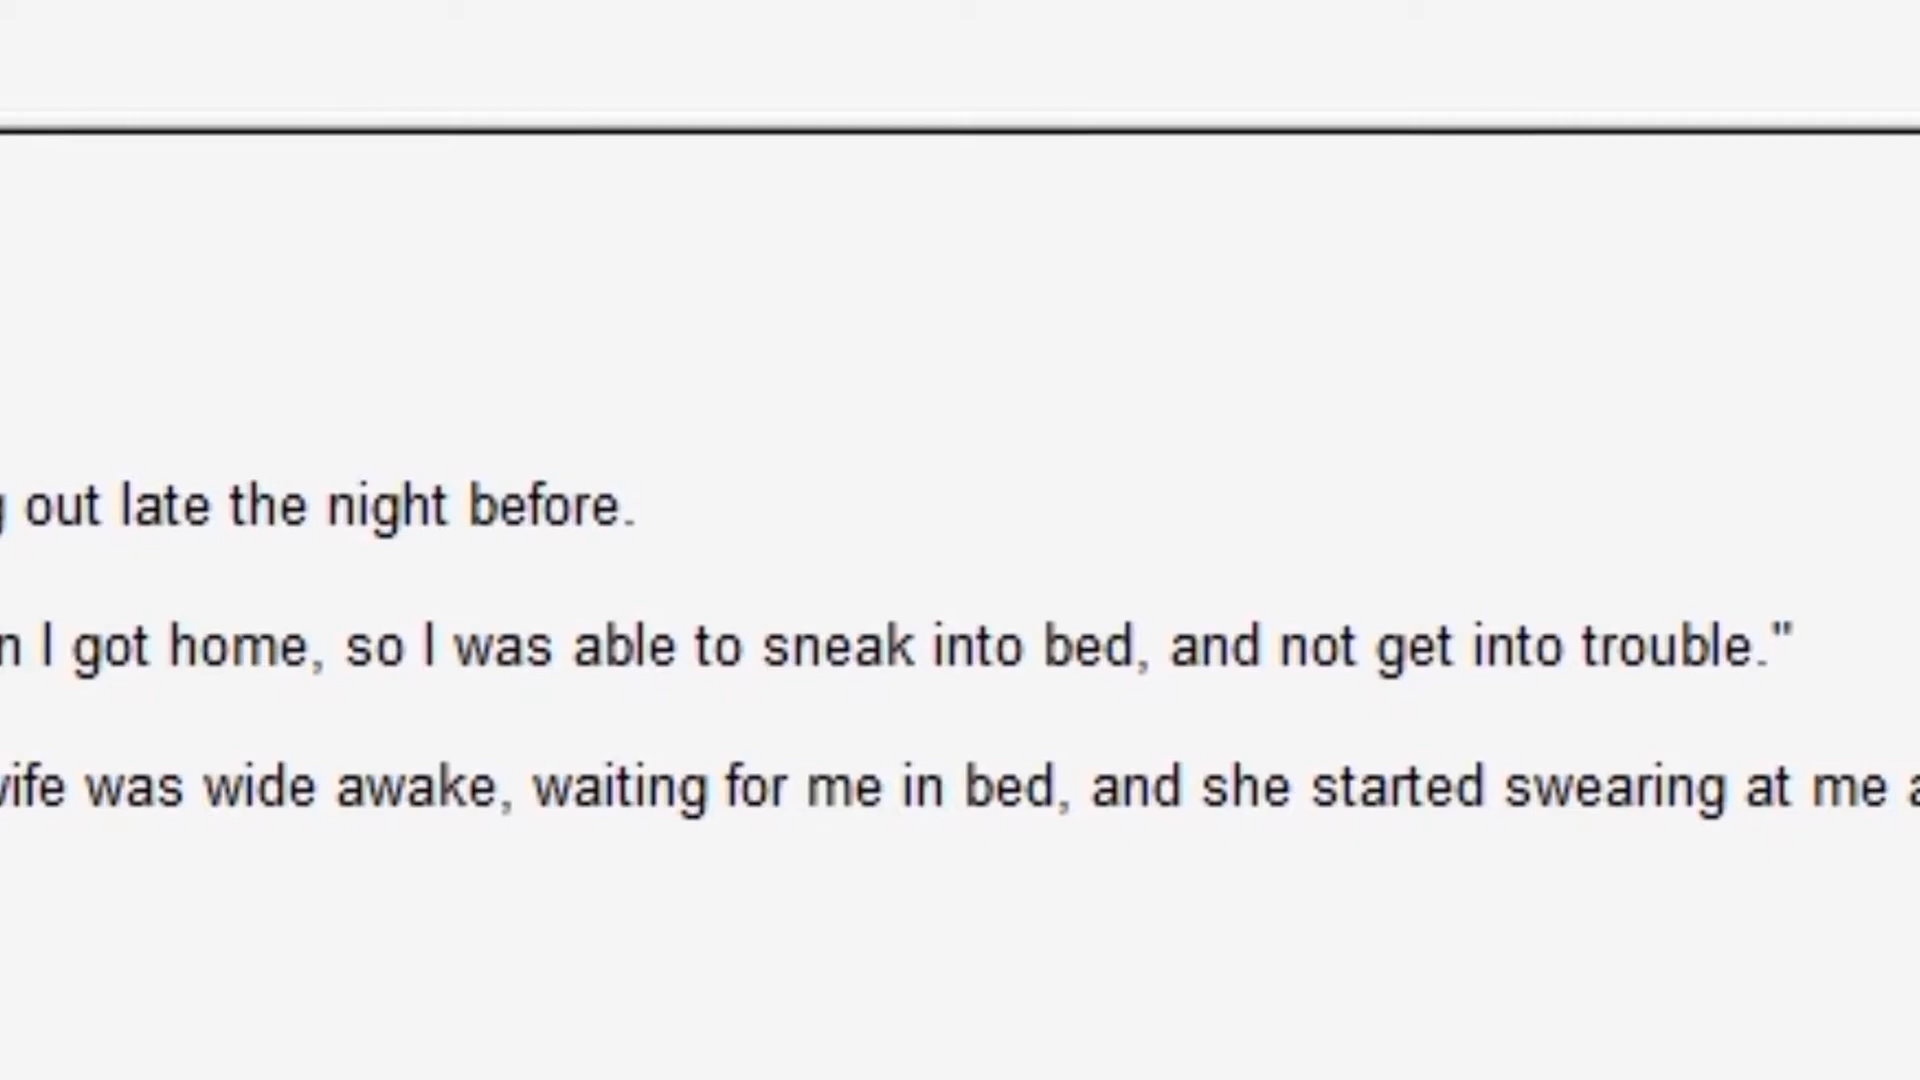 out late the night before.
I got home, so I was able to sneak into bed, and not get into trouble."
wife was wide awake, waiting for me in bed, and she started swearing at me